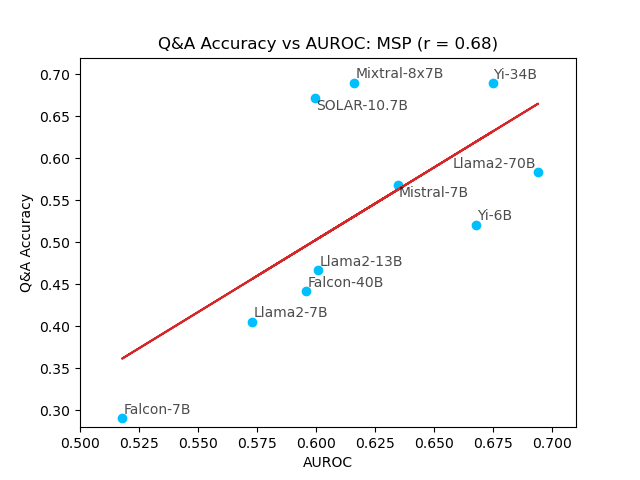 Q&A Accuracy vs AUROC: MSP (r = 0.68)
Q&A Accuracy
0.70
0.65
0.60
0.55
0.50
0.45
0.40
0.35
0.30
Mixtral-8x7B
Yi-34B
SOLAR-10.7B
Llama2-70B
Mistral-7B
Yi-6B
Llama2-13B
Falcon-40B
Llama2-7B
Falcon-7B
0.500 0.525 0.550 0.575 0.600 0.625 0.650 0.675 0.700
AUROC